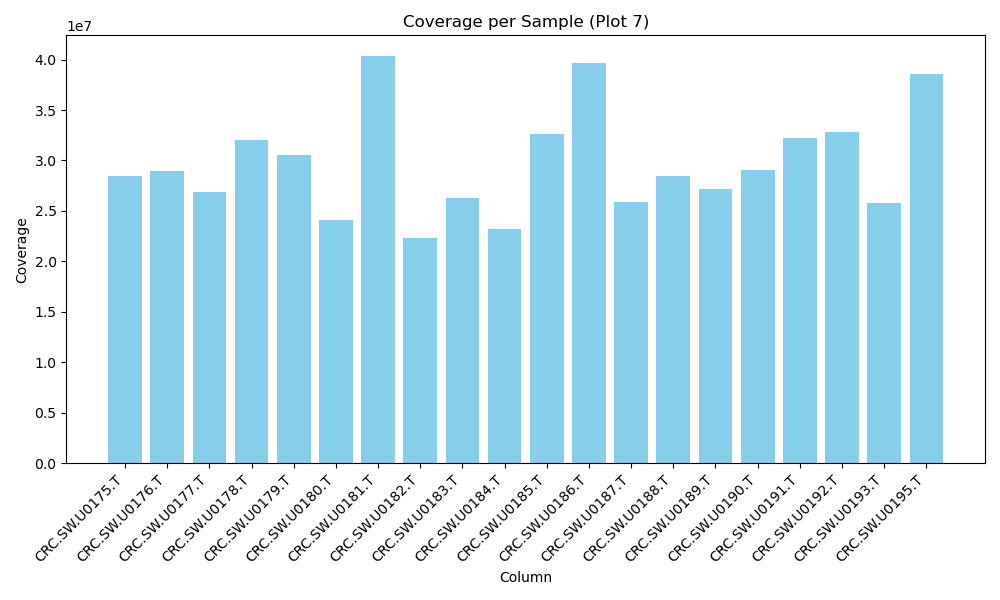 Coverage per Sample (Plot 7)
1e7
4.0
3.5
3.0
2.5
2.0
1.5
1.0
0.5
0.0
Coverage
CRC.SW.U0175.T
CRC.SW.U0176.T
CRC.SW.U0177.T
CRC.SW.U0178.T
CRC.SW.U0179.T
CRC.SW.U0180.T
CRC.SW.U0181.T
CRC.SW.U0182.T
CRC.SW.U0183.T
CRC.SW.U0184.T
CRC.SW.U0185.T
CRC.SW.U0186.T
CRC.SW.U0187.T
CRC.SW.U0188.T
CRC.SW.U0189.T
CRC.SW.U0190.T
CRC.SW.U0191.T
CRC.SW.U0192.T
CRC.SW.U0193.T
CRC.SW.U0195.T
Column